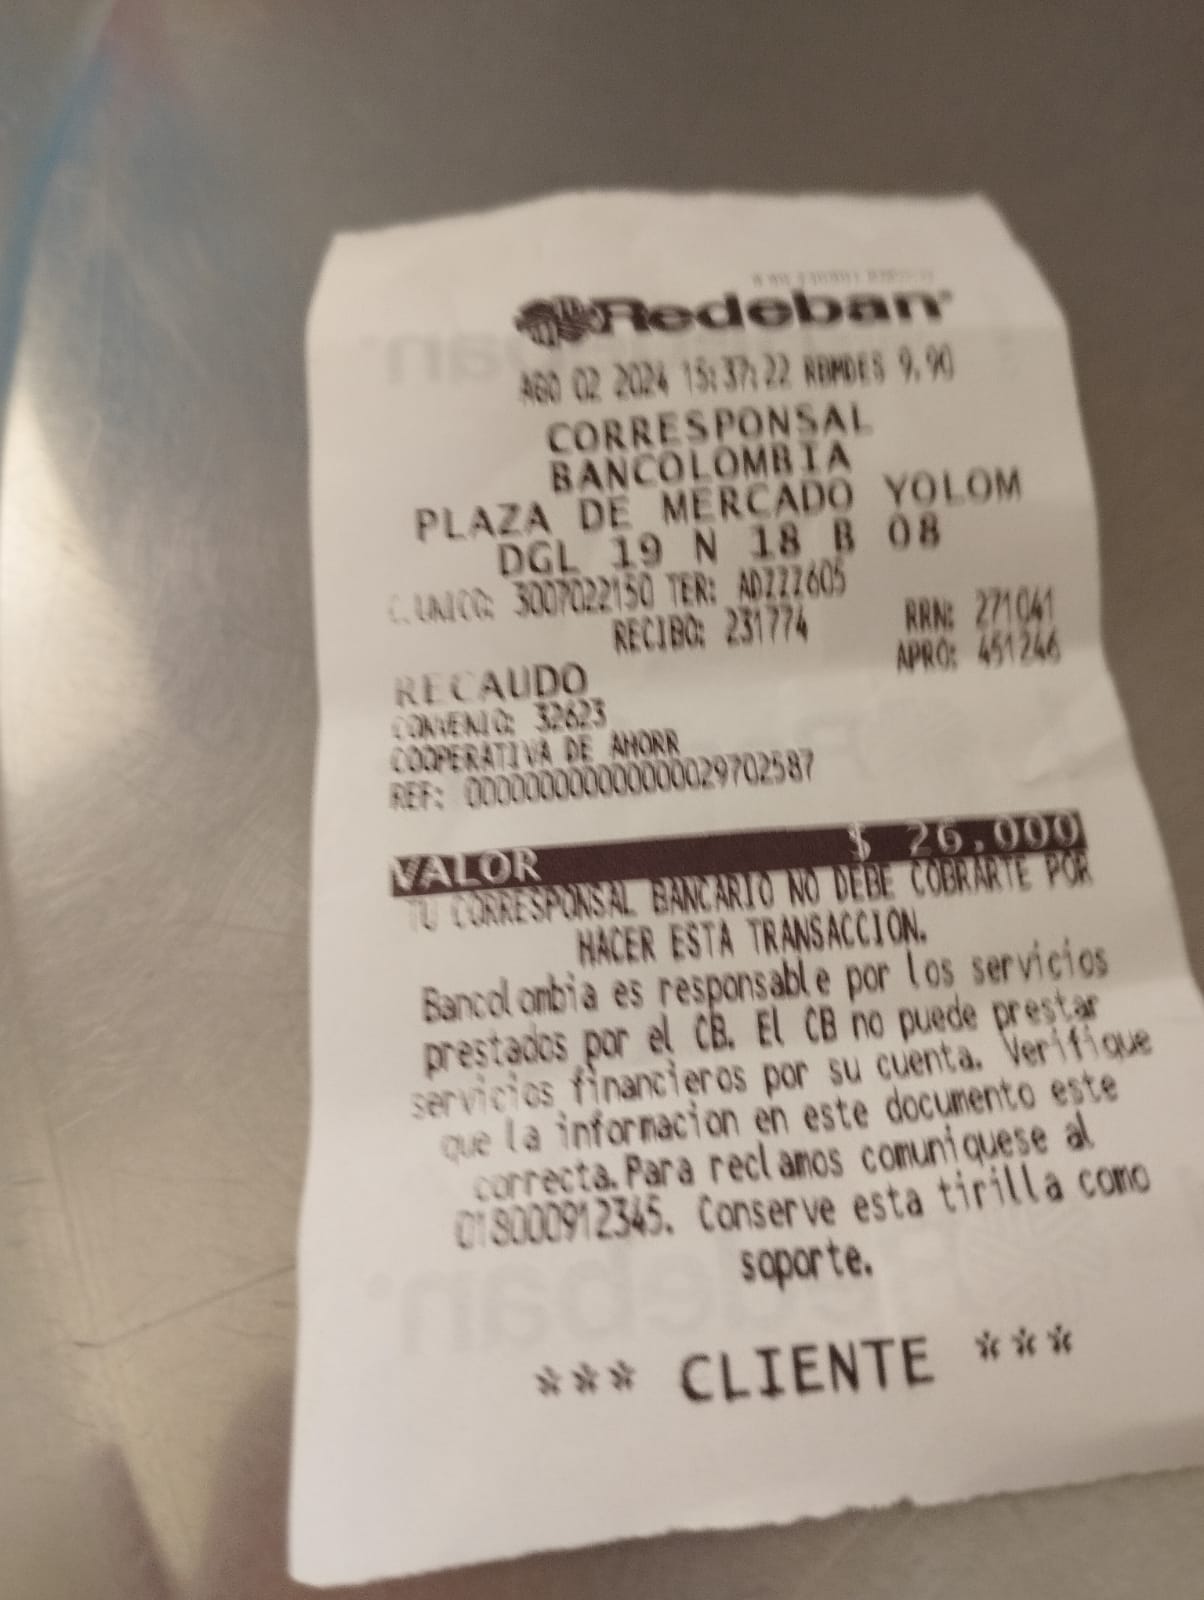 Redeban
AGO 02 2024 15:37:22 RBMDES 9.90
CORRESPONSAL
BANCOLOMBIA
PLAZA DE MERCADO YOLOM
DGL 19 N 18 B 08
C.UNICO: 3007022150 TER: ADZZZ605
RECIBO: 231774 RRN: 271041
APRO: 451246
RECAUDO
CONVENIO: 32623
COOPERATIVA DE AHORR
REF: 000000000000000029702587
VALOR $ 26.000
TU CORRESPONSAL BANCARIO NO DEBE COBRARTE POR
HACER ESTA TRANSACCION.
Bancolombia es responsable por los servicios
prestados por el CB. El CB no puede prestar
servicios financieros por su cuenta. Verifique
que la informacion en este documento este
correcta.Para reclamos comuniquese al
018000912345. Conserve esta tirilla como
soporte.
*** CLIENTE ***